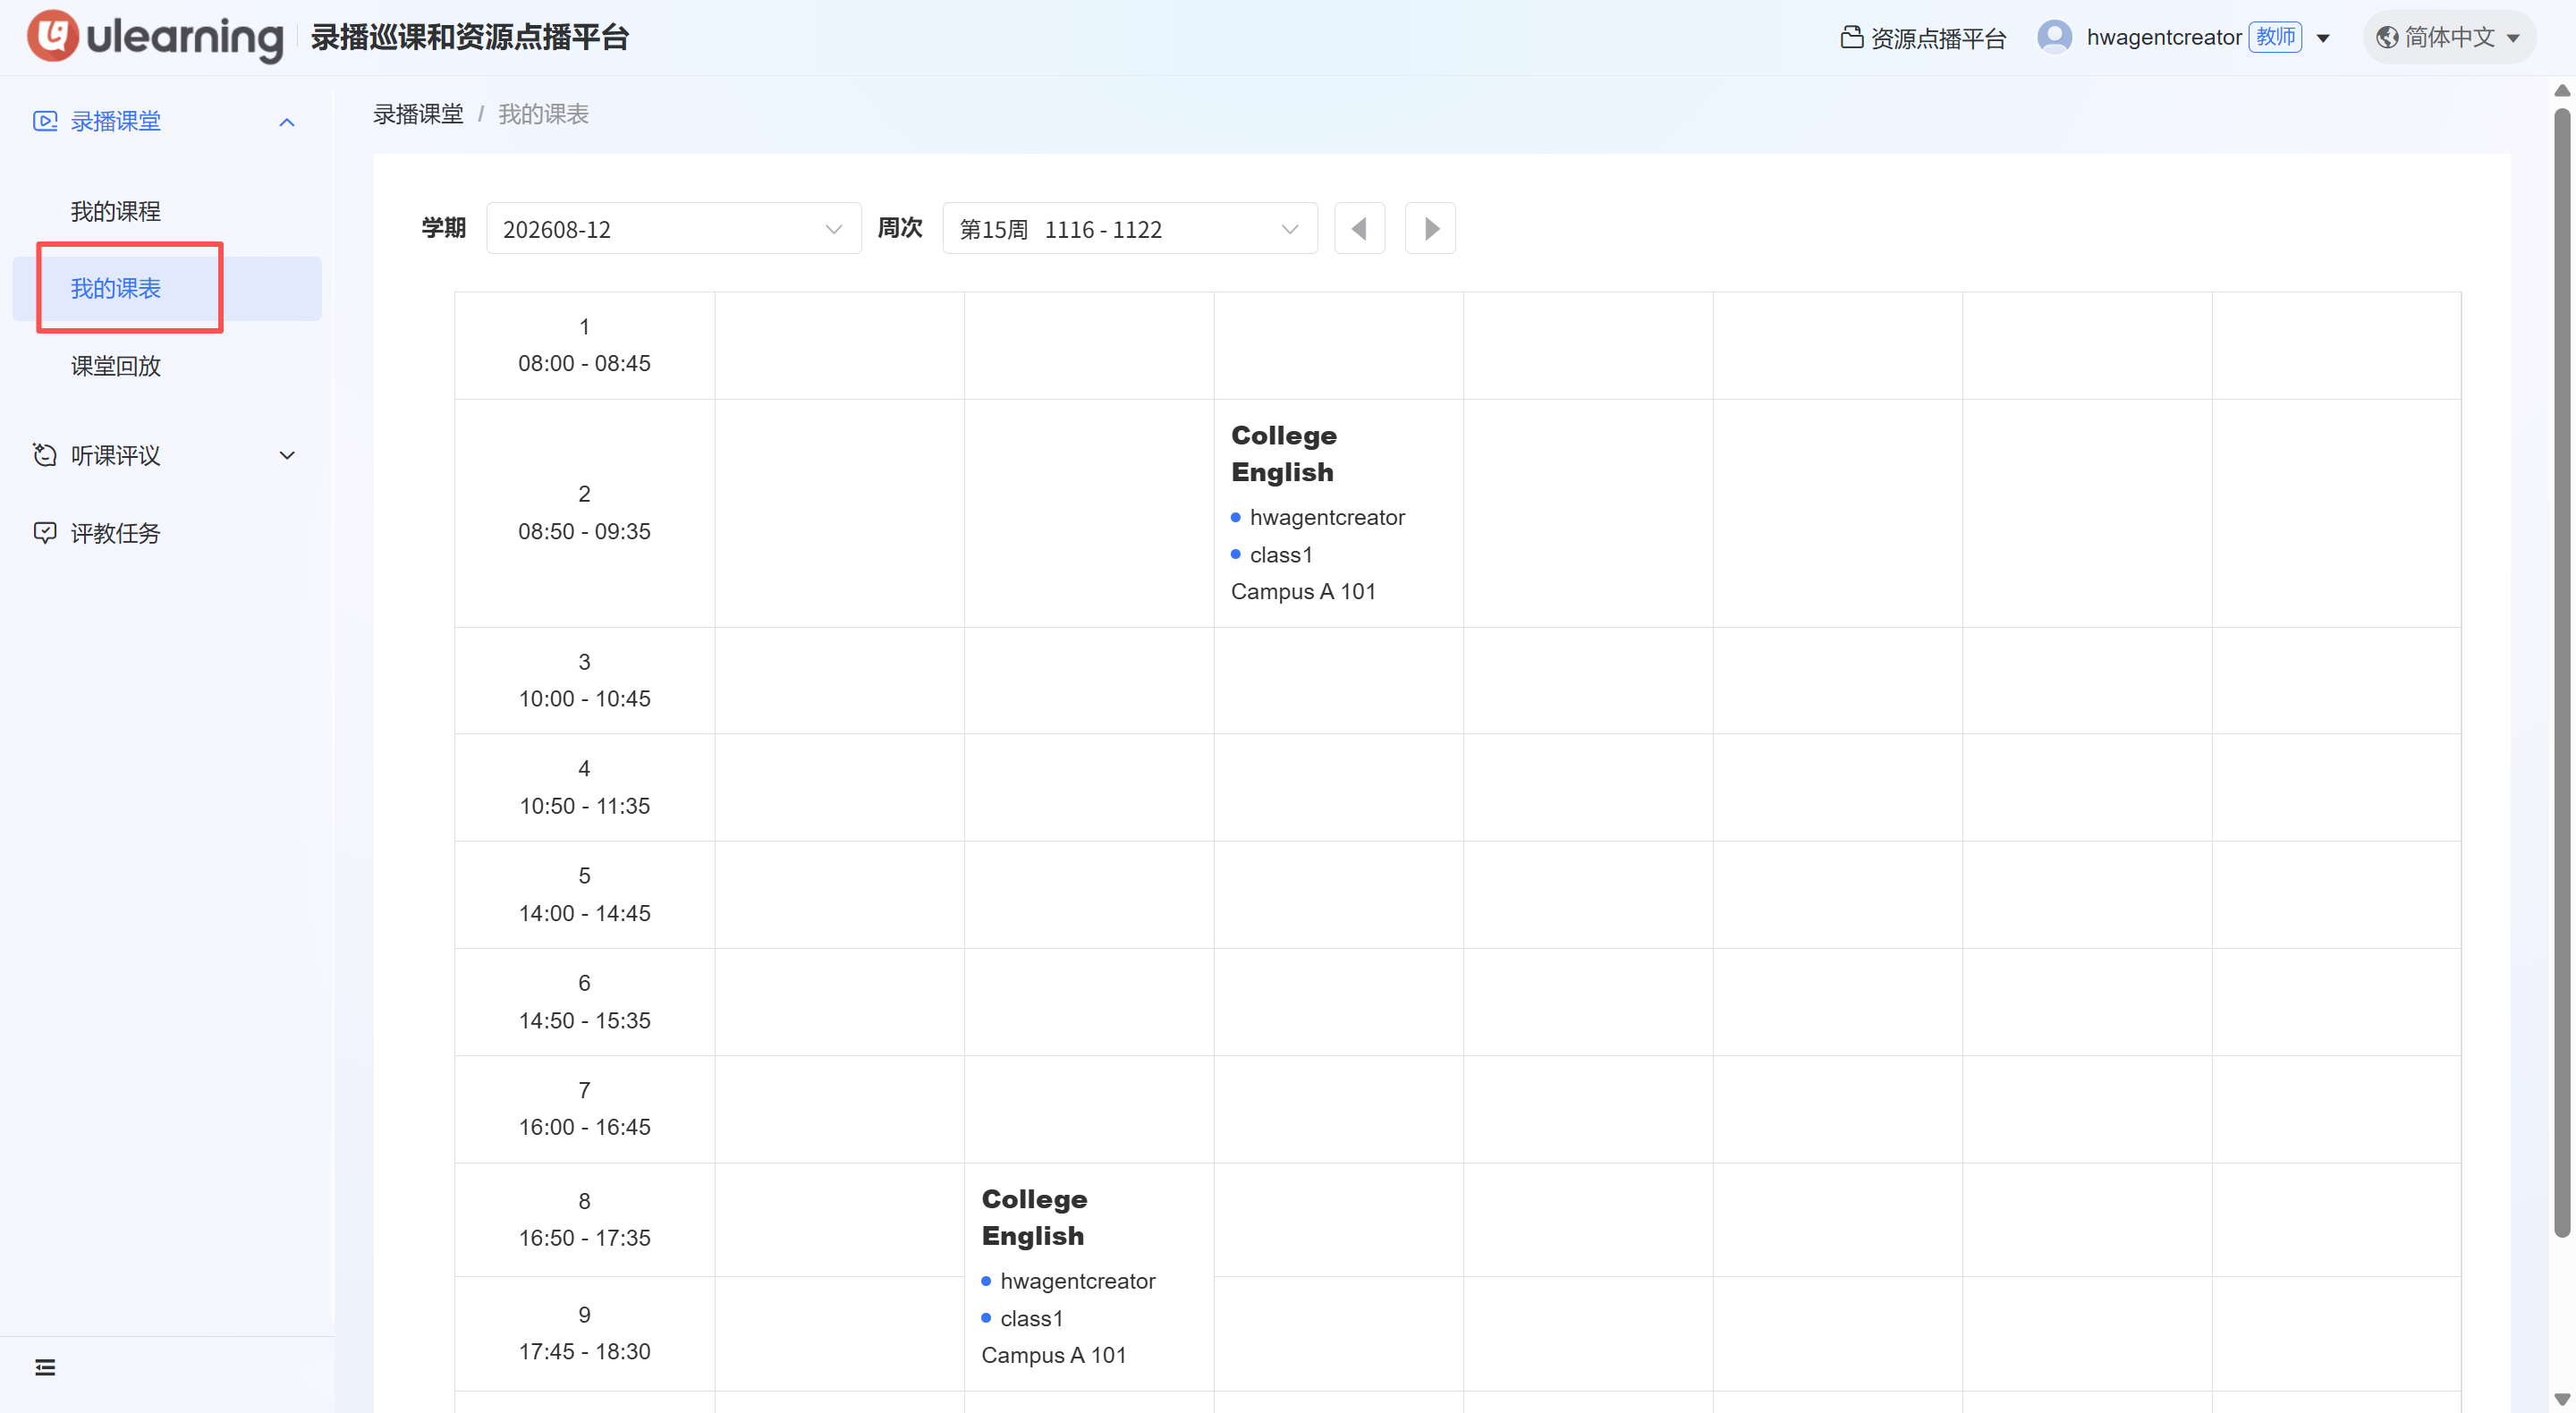 ulearning 录播巡课和资源点播平台 资源点播平台 hwagentcreator 教师 简体中文
录播课堂
我的课程
我的课表
课堂回放
听课评议
评教任务
录播课堂 / 我的课表
学期 202608-12 周次 第15周 1116 - 1122
1
08:00 - 08:45
2
08:50 - 09:35
College
English
hwagentcreator
class1
Campus A 101
3
10:00 - 10:45
4
10:50 - 11:35
5
14:00 - 14:45
6
14:50 - 15:35
7
16:00 - 16:45
8
16:50 - 17:35
College
English
hwagentcreator
class1
Campus A 101
9
17:45 - 18:30